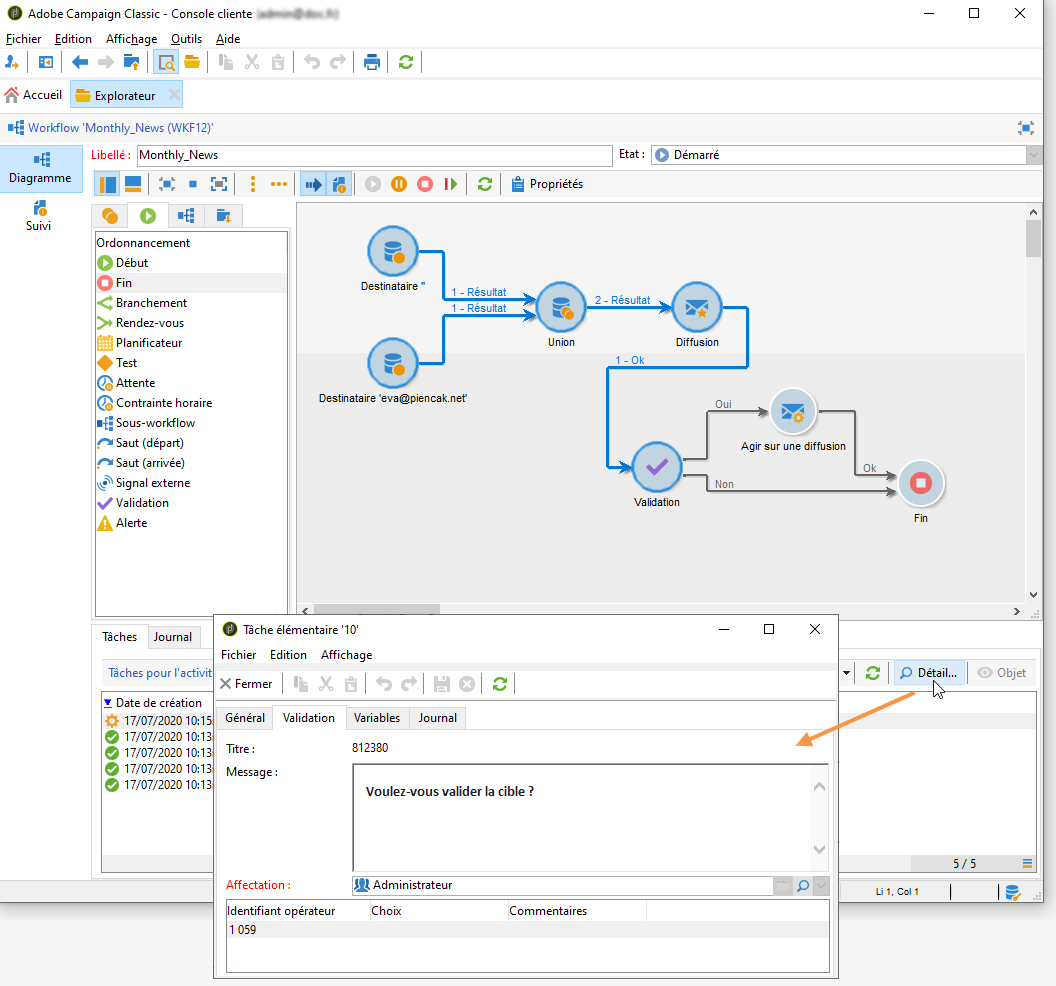 Adobe Campaign Classic - Console cliente
Fichier Edition Affichage Outils Aide
Accueil Explorateur
Workflow 'Monthly_News (WKF12)'
Diagramme
Suivi
Libellé : Monthly_News Etat : Démarré
Propriétés
Ordonnancement
Début
Fin
Branchement
Rendez-vous
Planificateur
Test
Attente
Contrainte horaire
Sous-workflow
Saut (départ)
Saut (arrivée)
Signal externe
Validation
Alerte
Destinataire "
1 - Résultat
1 - Résultat
Union
2 - Résultat
Diffusion
Destinataire 'eva@piencak.net'
1 - Ok
Validation
Oui
Agir sur une diffusion
Non
Ok
Fin
Tâches Journal
Tâches pour l'activit
Détail... Objet
Date de création
17/07/2020 10:15:
17/07/2020 10:13:
17/07/2020 10:13:
17/07/2020 10:13:
17/07/2020 10:13:
5 / 5
Li 1, Col 1
Tâche élémentaire '10'
Fichier Edition Affichage
Fermer
Général Validation Variables Journal
Titre : 812380
Message :
Voulez-vous valider la cible ?
Affectation : Administrateur
Identifiant opérateur Choix Commentaires
1 059